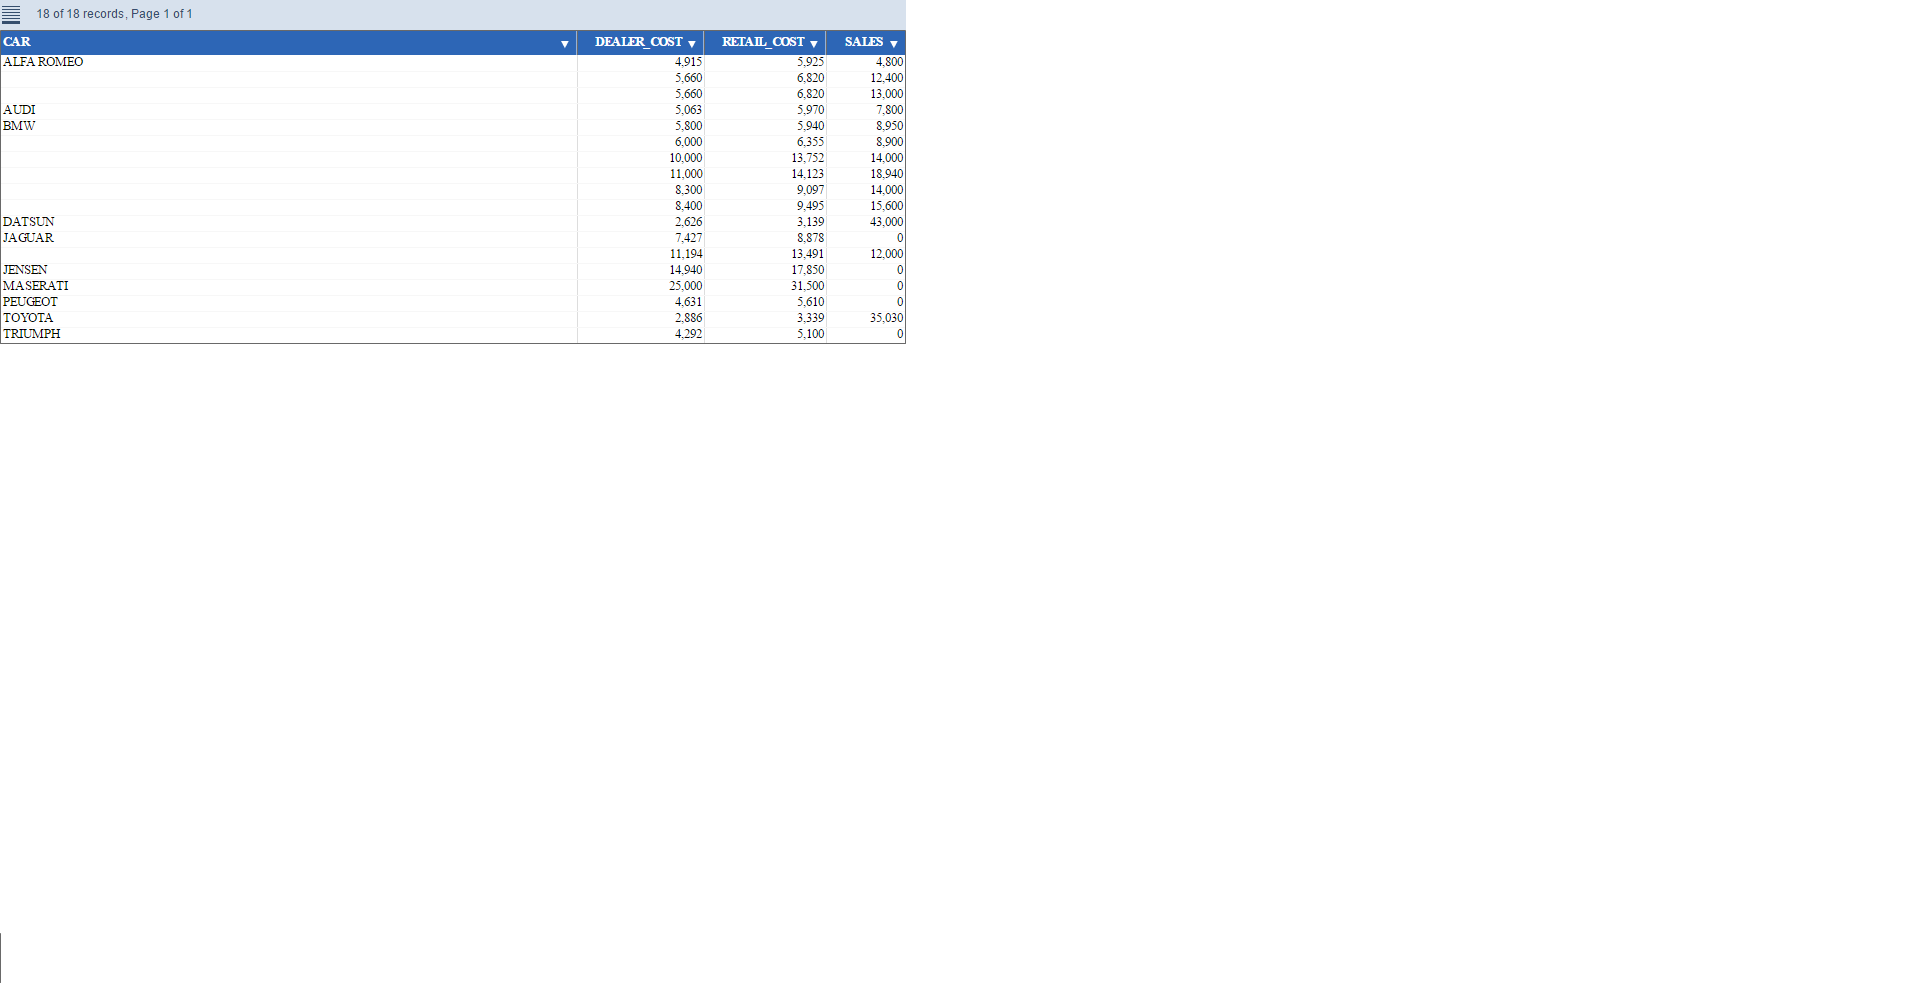 18 of 18 records, Page 1 of 1
CAR DEALER_COST RETAIL_COST SALES
ALFA ROMEO 4,915 5,925 4,800
5,660 6,820 12,400
5,660 6,820 13,000
AUDI 5,063 5,970 7,800
BMW 5,800 5,940 8,950
6,000 6,355 8,900
10,000 13,752 14,000
11,000 14,123 18,940
8,300 9,097 14,000
8,400 9,495 15,600
DATSUN 2,626 3,139 43,000
JAGUAR 7,427 8,878 0
11,194 13,491 12,000
JENSEN 14,940 17,850 0
MASERATI 25,000 31,500 0
PEUGEOT 4,631 5,610 0
TOYOTA 2,886 3,339 35,030
TRIUMPH 4,292 5,100 0